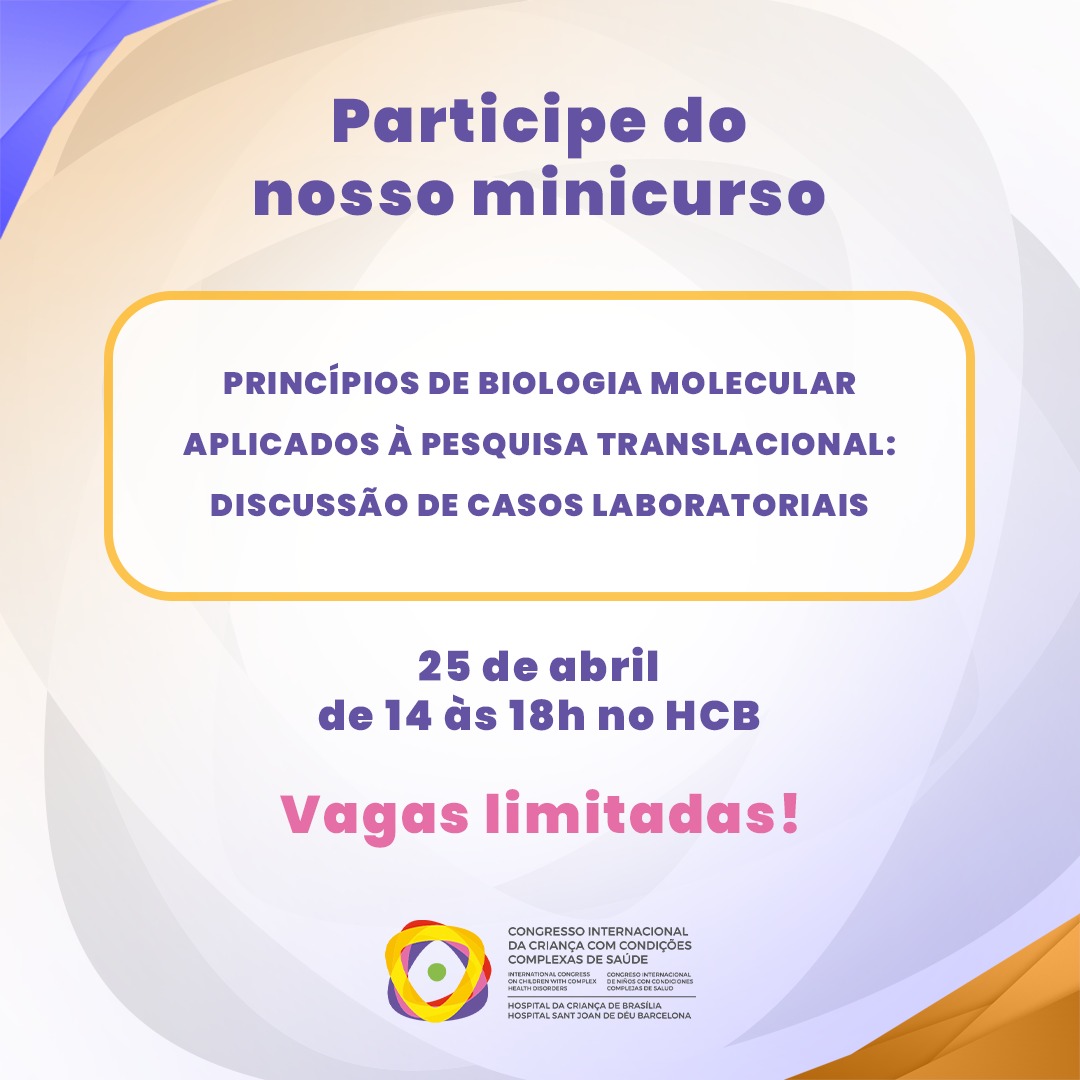 Participe do
nosso minicurso
PRINCÍPIOS DE BIOLOGIA MOLECULAR
APLICADOS À PESQUISA TRANSLACIONAL:
DISCUSSÃO DE CASOS LABORATORIAIS
25 de abril
de 14 às 18h no HCB
Vagas limitadas!
CONGRESSO INTERNACIONAL
DA CRIANÇA COM CONDIÇÕES
COMPLEXAS DE SAÚDE
INTERNATIONAL CONGRESS
ON CHILDREN WITH COMPLEX
HEALTH DISORDERS
CONGRESO INTERNACIONAL
DE NIÑOS CON CONDICIONES
COMPLEJAS DE SALUD
HOSPITAL DA CRIANÇA DE BRASÍLIA
HOSPITAL SANT JOAN DE DÉU BARCELONA